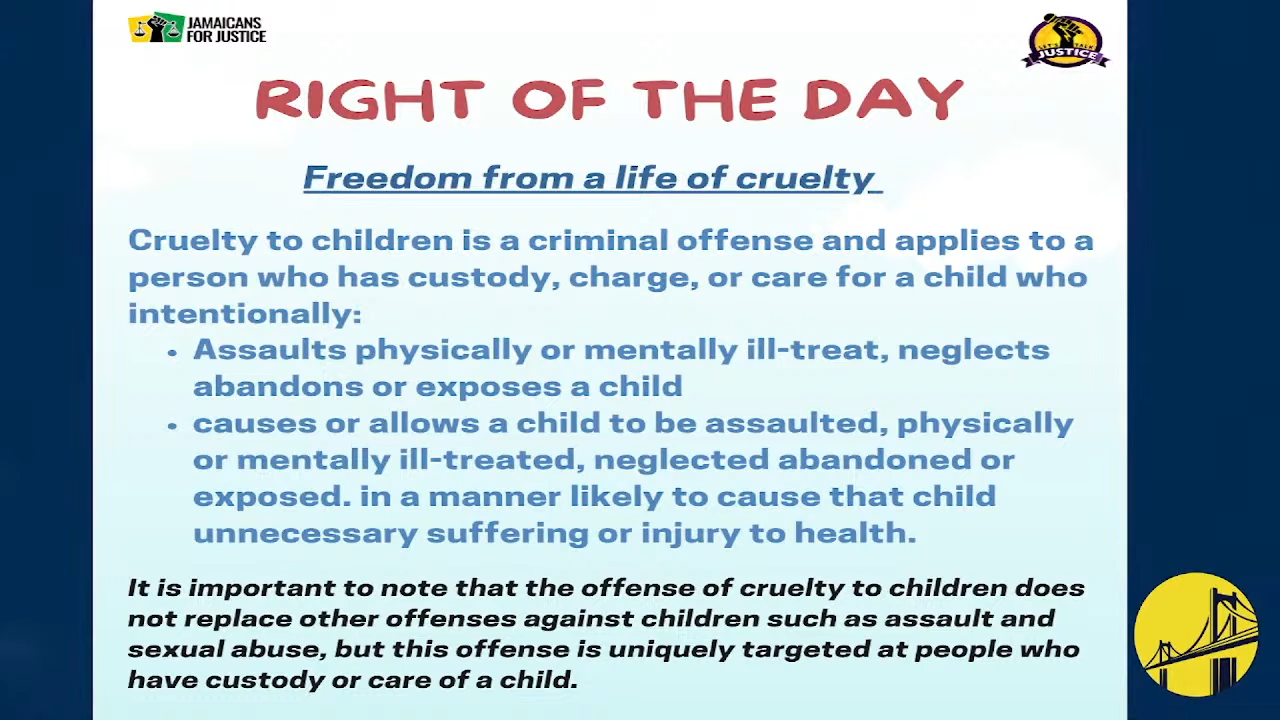 JAMAICANS
FOR JUSTICE
LET'S TALK
JUSTICE
RIGHT OF THE DAY
Freedom from a life of cruelty
Cruelty to children is a criminal offense and applies to a
person who has custody, charge, or care for a child who
intentionally:
• Assaults physically or mentally ill-treat, neglects
abandons or exposes a child
• causes or allows a child to be assaulted, physically
or mentally ill-treated, neglected abandoned or
exposed. in a manner likely to cause that child
unnecessary suffering or injury to health.
It is important to note that the offense of cruelty to children does
not replace other offenses against children such as assault and
sexual abuse, but this offense is uniquely targeted at people who
have custody or care of a child.